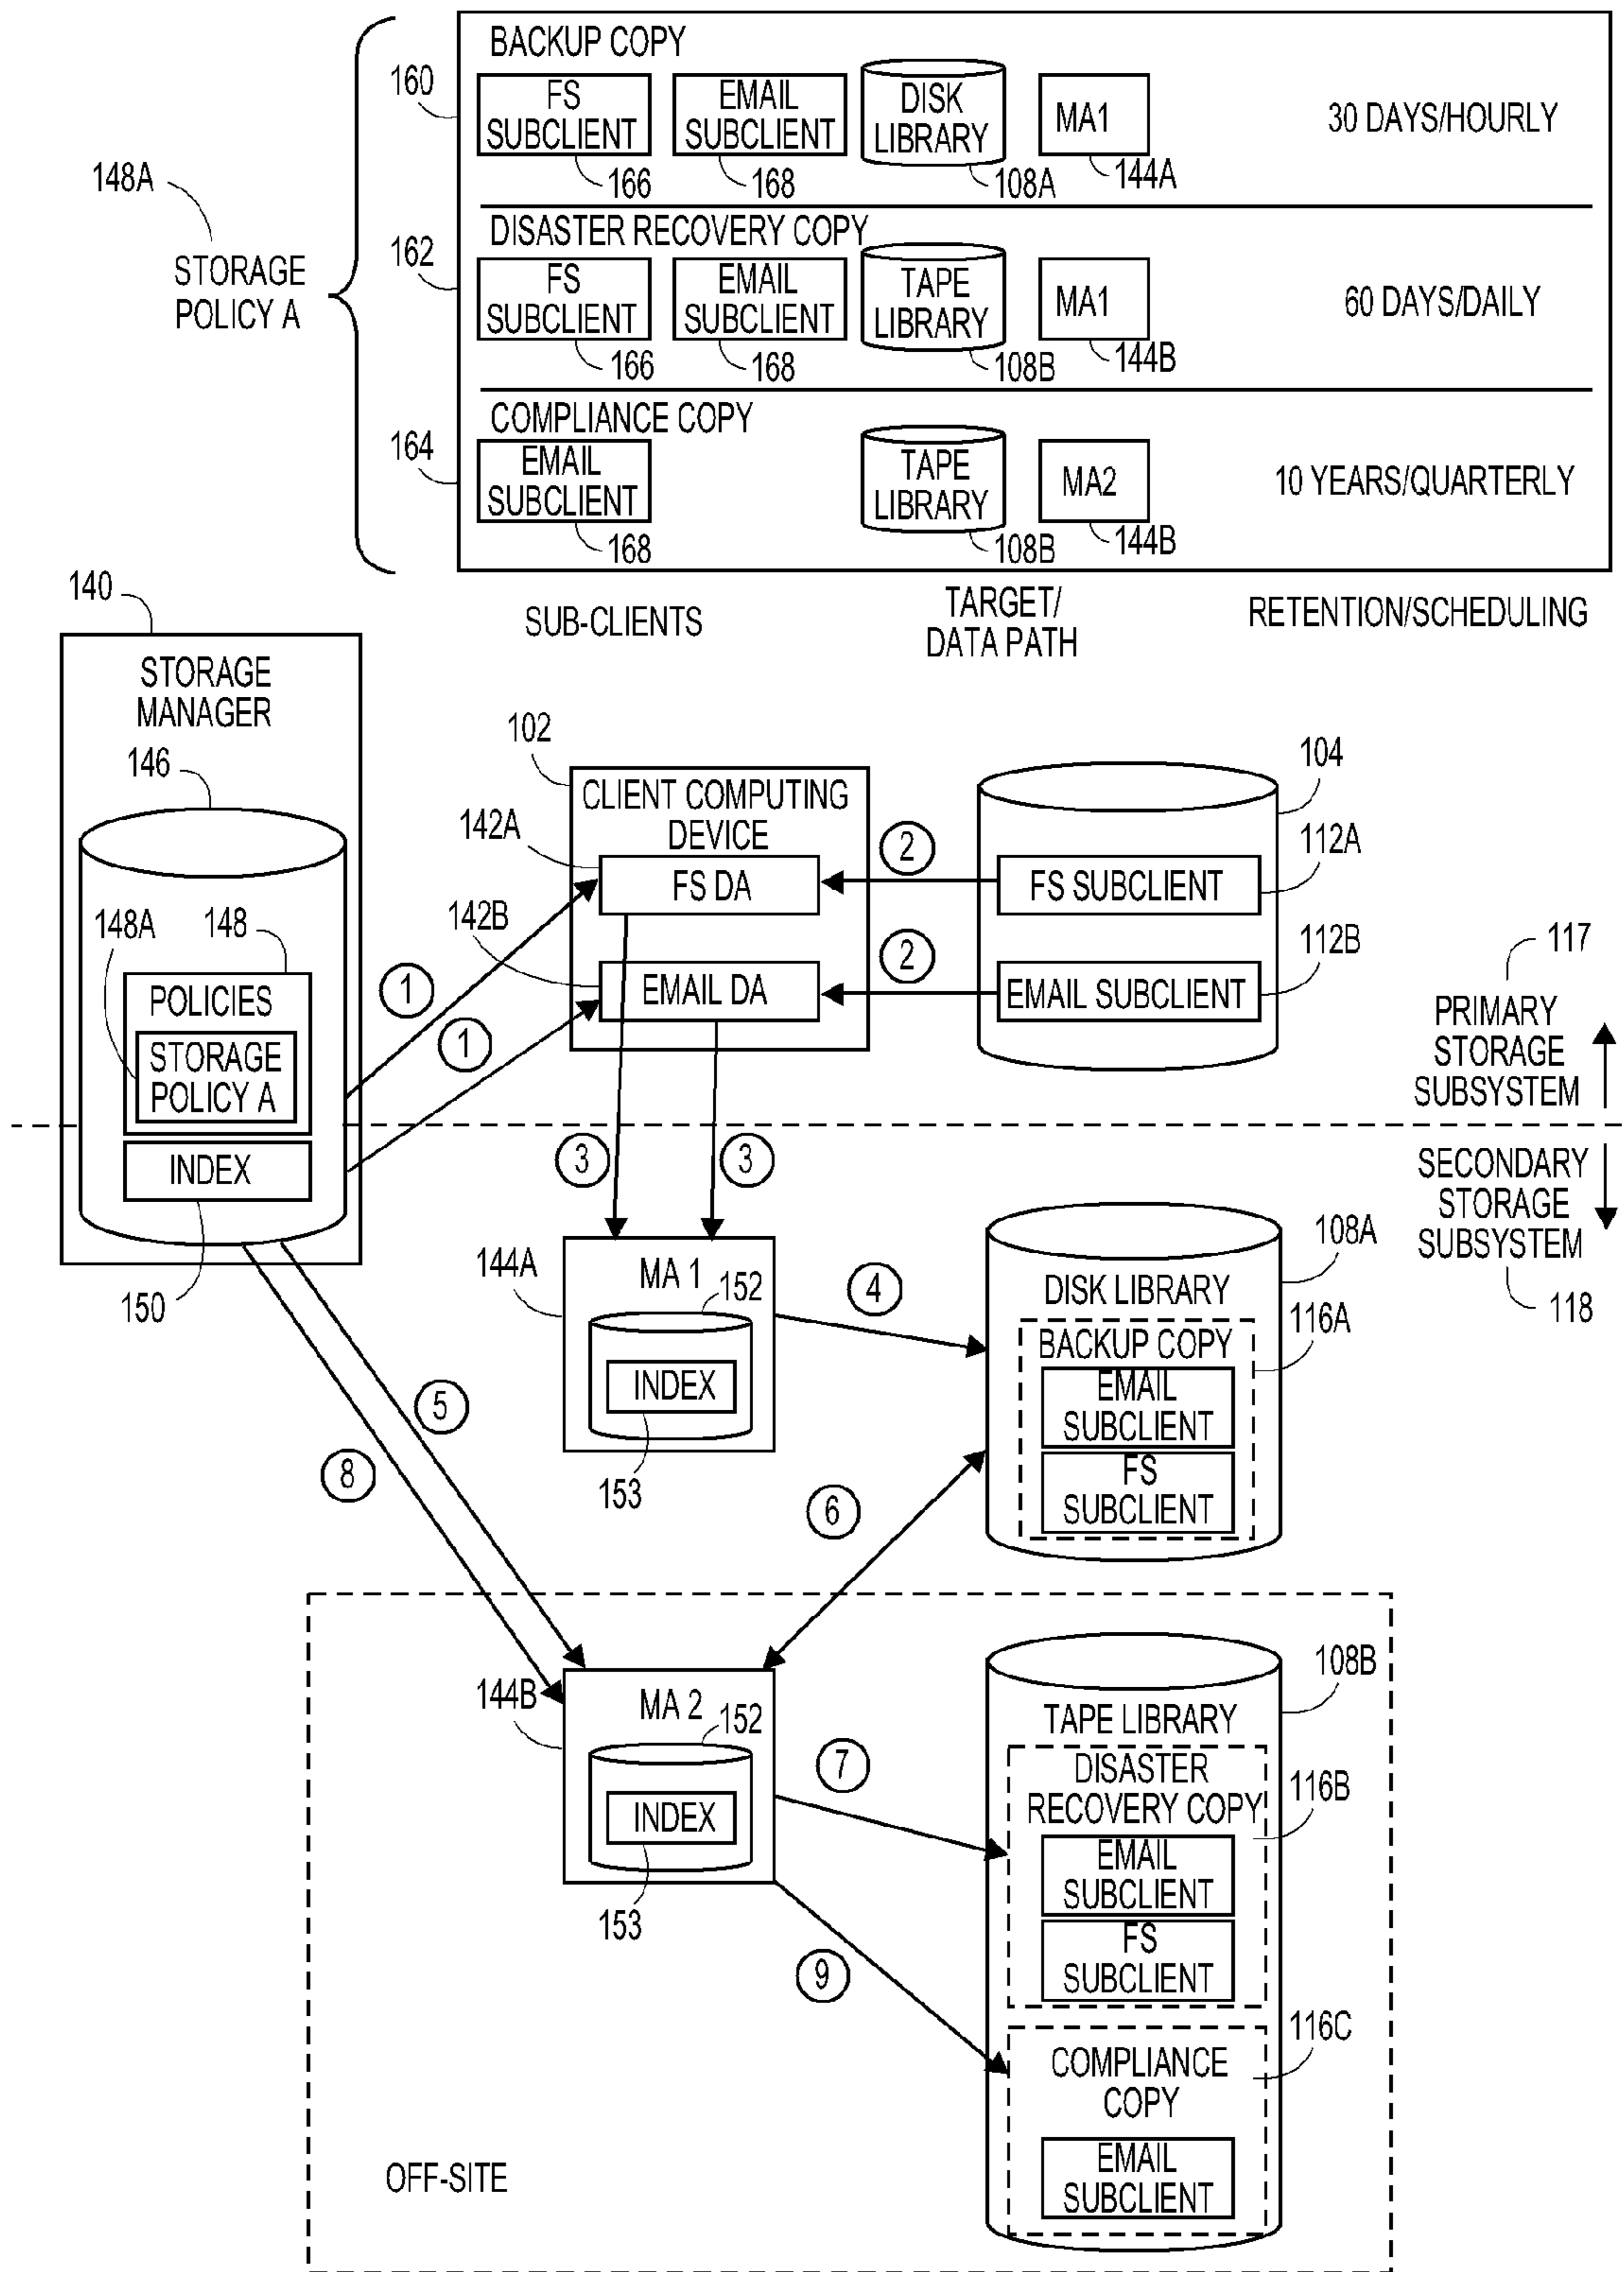 BACKUP COPY
160
FS
SUBCLIENT
166
EMAIL
SUBCLIENT
168
DISK
LIBRARY
108A
MA1
144A
30 DAYS/HOURLY
148A
STORAGE
POLICY A
DISASTER RECOVERY COPY
162
FS
SUBCLIENT
166
EMAIL
SUBCLIENT
168
TAPE
LIBRARY
108B
MA1
144B
60 DAYS/DAILY
COMPLIANCE COPY
164
EMAIL
SUBCLIENT
168
TAPE
LIBRARY
108B
MA2
144B
10 YEARS/QUARTERLY
SUB-CLIENTS
TARGET/
DATA PATH
RETENTION/SCHEDULING
140
STORAGE
MANAGER
146
148A
148
POLICIES
STORAGE
POLICY A
INDEX
150
1
1
102
CLIENT COMPUTING
DEVICE
142A
FS DA
142B
EMAIL DA
2
2
104
FS SUBCLIENT
112A
EMAIL SUBCLIENT
112B
117
PRIMARY
STORAGE
SUBSYSTEM
SECONDARY
STORAGE
SUBSYSTEM
118
3
3
144A
MA 1
152
INDEX
153
4
108A
DISK LIBRARY
BACKUP COPY
116A
EMAIL
SUBCLIENT
FS
SUBCLIENT
5
8
6
144B
MA 2
152
INDEX
153
7
9
108B
TAPE LIBRARY
DISASTER
RECOVERY COPY
116B
EMAIL
SUBCLIENT
FS
SUBCLIENT
116C
COMPLIANCE
COPY
EMAIL
SUBCLIENT
OFF-SITE